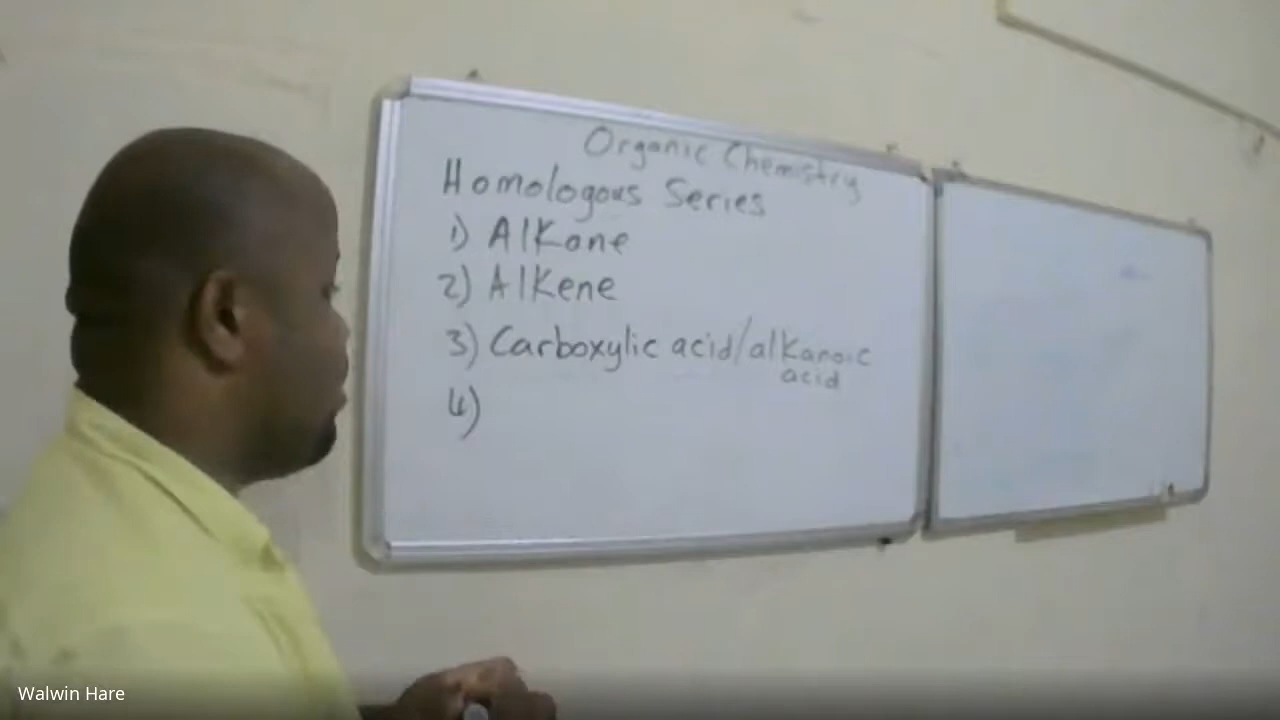 Organic Chemistry
Homologous Series
1) Alkane
2) Alkene
3) Carboxylic acid/alkanoic
acid
4)
Walwin Hare